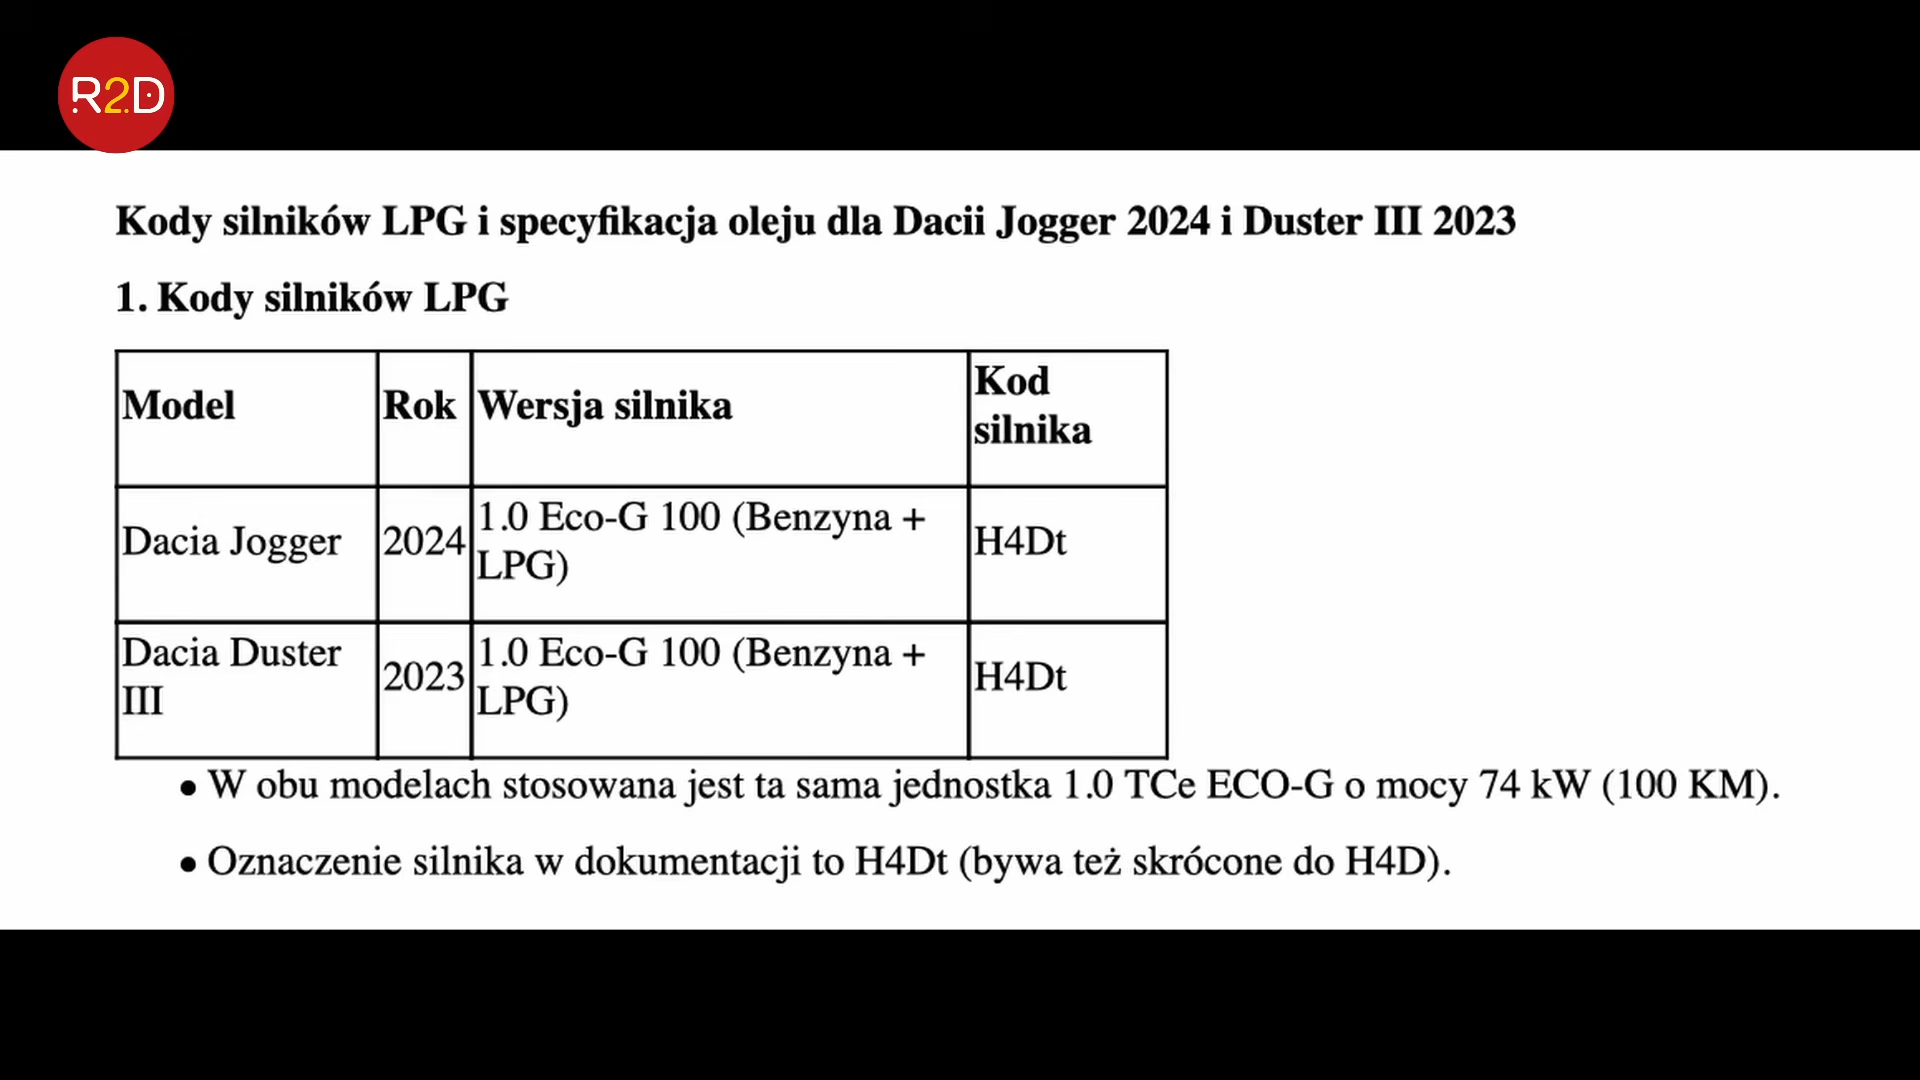 R2D
Kody silników LPG i specyfikacja oleju dla Dacii Jogger 2024 i Duster III 2023
1. Kody silników LPG
Model Rok Wersja silnika Kod silnika
Dacia Jogger 2024 1.0 Eco-G 100 (Benzyna + LPG) H4Dt
Dacia Duster III 2023 1.0 Eco-G 100 (Benzyna + LPG) H4Dt
• W obu modelach stosowana jest ta sama jednostka 1.0 TCe ECO-G o mocy 74 kW (100 KM).
• Oznaczenie silnika w dokumentacji to H4Dt (bywa też skrócone do H4D).